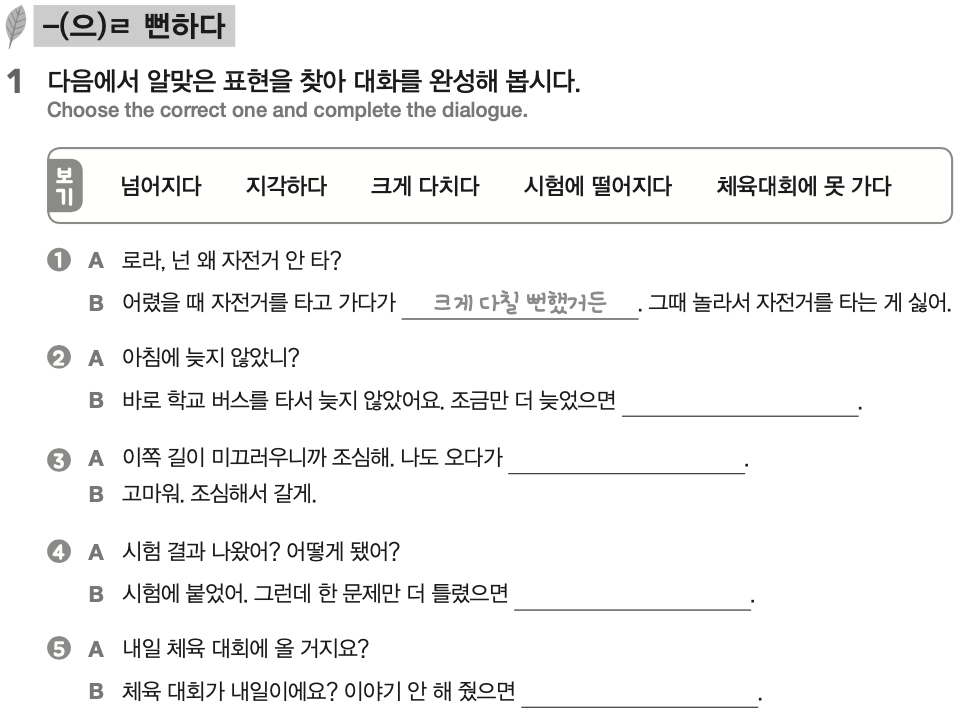 -(으)ㄹ 뻔하다
1 다음에서 알맞은 표현을 찾아 대화를 완성해 봅시다.
Choose the correct one and complete the dialogue.
보기 넘어지다 지각하다 크게 다치다 시험에 떨어지다 체육대회에 못 가다
1 A 로라, 넌 왜 자전거 안 타?
B 어렸을 때 자전거를 타고 가다가 크게 다칠 뻔했거든. 그때 놀라서 자전거를 타는 게 싫어.
2 A 아침에 늦지 않았니?
B 바로 학교 버스를 타서 늦지 않았어요. 조금만 더 늦었으면 .
3 A 이쪽 길이 미끄러우니까 조심해. 나도 오다가 .
B 고마워. 조심해서 갈게.
4 A 시험 결과 나왔어? 어떻게 됐어?
B 시험에 붙었어. 그런데 한 문제만 더 틀렸으면 .
5 A 내일 체육 대회에 올 거지요?
B 체육 대회가 내일이에요? 이야기 안 해 줬으면 .